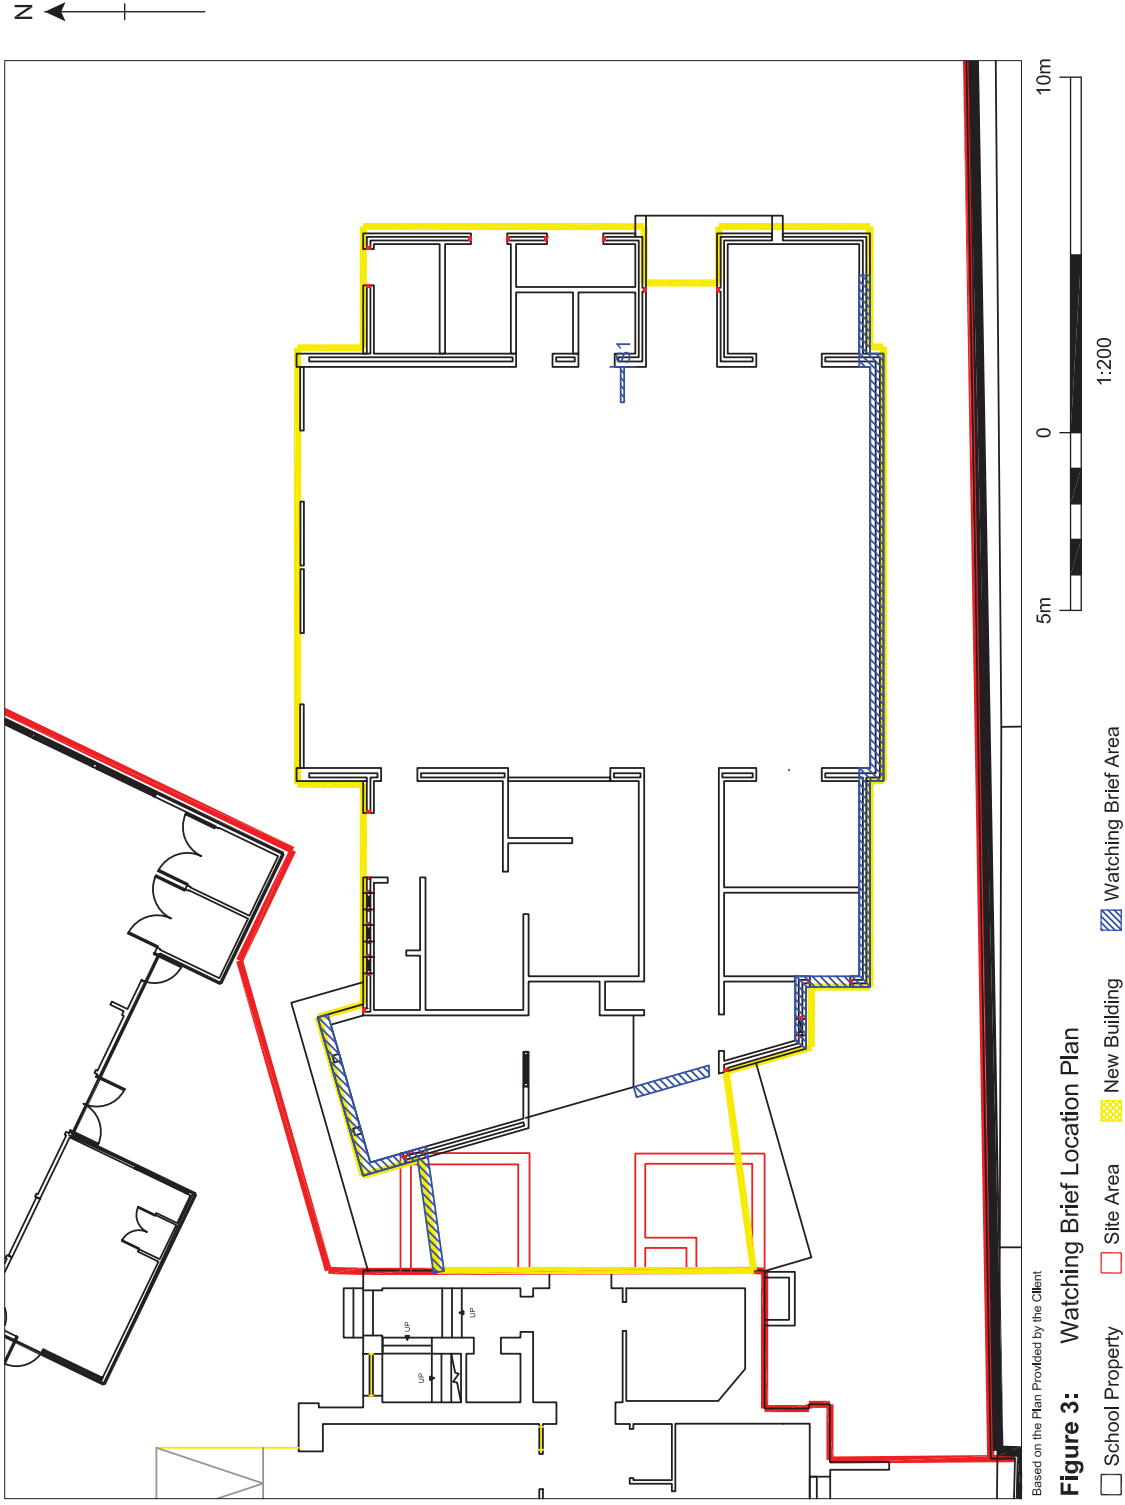 N
S1
UP
UP
UP
Based on the Plan Provided by the Client
Figure 3: Watching Brief Location Plan
School Property
Site Area
New Building
Watching Brief Area
5m 0 10m
1:200